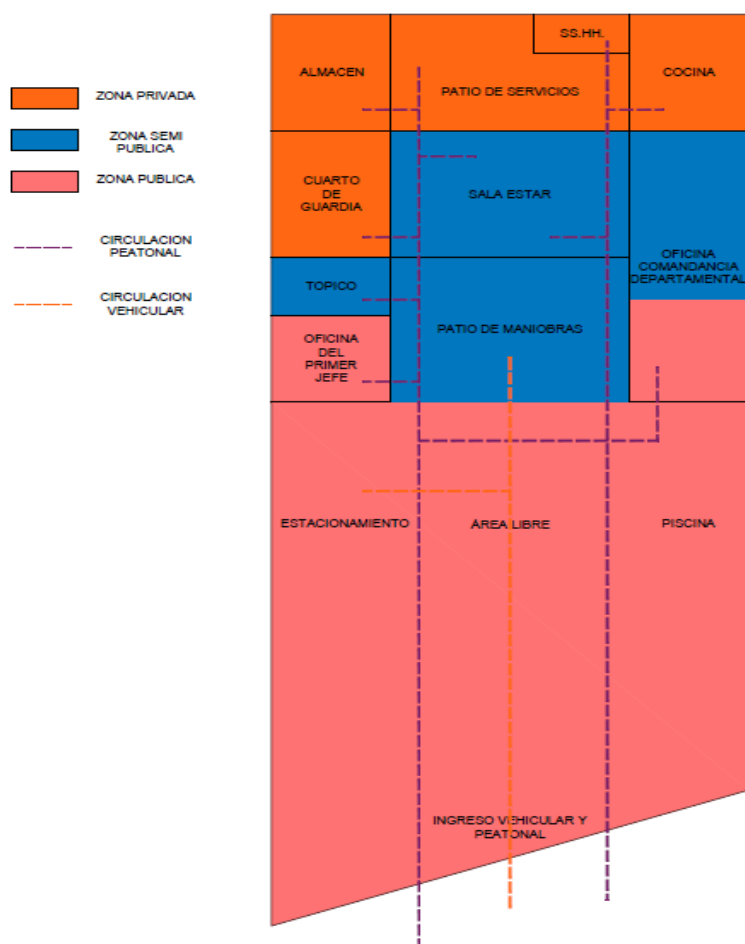 ZONA PRIVADA
ZONA SEMI
PUBLICA
ZONA PUBLICA
CIRCULACION
PEATONAL
CIRCULACION
VEHICULAR
SS.HH.
ALMACEN
PATIO DE SERVICIOS
COCINA
CUARTO
DE
GUARDIA
SALA ESTAR
OFICINA
COMANDANCIA
DEPARTAMENTAL
TOPICO
PATIO DE MANIOBRAS
OFICINA
DEL
PRIMER
JEFE
ESTACIONAMIENTO
ÁREA LIBRE
PISCINA
INGRESO VEHICULAR Y
PEATONAL